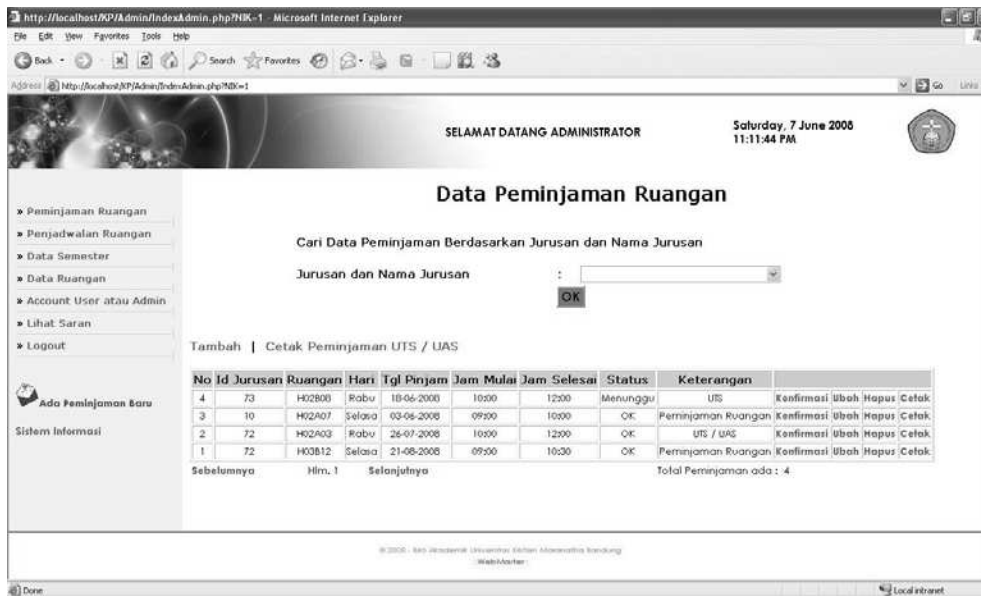 http://localhost/KP/Admin/IndexAdmin.php?NIK=1 - Microsoft Internet Explorer
File Edit View Favorites Tools Help
Back Search Favorites
Address http://localhost/KP/Admin/IndexAdmin.php?NIK=1 Go Links
SELAMAT DATANG ADMINISTRATOR
Saturday, 7 June 2008
11:11:44 PM
Data Peminjaman Ruangan
» Peminjaman Ruangan
» Penjadwalan Ruangan
» Data Semester
» Data Ruangan
» Account User atau Admin
» Lihat Saran
» Logout
Ada Peminjaman Baru
Sistem Informasi
Cari Data Peminjaman Berdasarkan Jurusan dan Nama Jurusan
Jurusan dan Nama Jurusan :
OK
Tambah | Cetak Peminjaman UTS / UAS
No Id Jurusan Ruangan Hari Tgl Pinjam Jam Mulai Jam Selesai Status Keterangan
4 73 H02B08 Rabu 18-06-2008 10:00 12:00 Menunggu UTS Konfirmasi Ubah Hapus Cetak
3 10 H02A07 Selasa 03-06-2008 09:00 10:00 OK Peminjaman Ruangan Konfirmasi Ubah Hapus Cetak
2 72 H02A03 Rabu 26-07-2008 10:00 12:00 OK UTS / UAS Konfirmasi Ubah Hapus Cetak
1 72 H03B12 Selasa 21-08-2008 09:00 10:30 OK Peminjaman Ruangan Konfirmasi Ubah Hapus Cetak
Sebelumnya Hlm. 1 Selanjutnya Total Peminjaman ada : 4
Universitas Kristen Maranatha Bandung
WebMaster
Done Local intranet